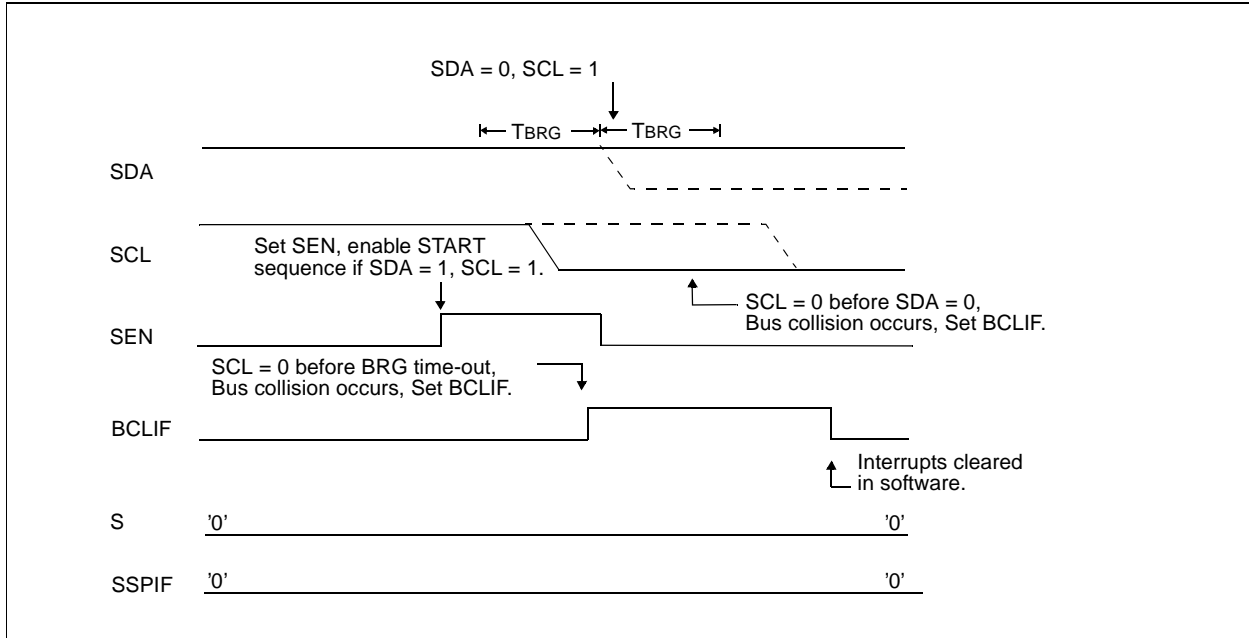 SDA = 0, SCL = 1
TBRG TBRG
SDA
SCL
Set SEN, enable START
sequence if SDA = 1, SCL = 1.
SCL = 0 before SDA = 0,
Bus collision occurs, Set BCLIF.
SEN
SCL = 0 before BRG time-out,
Bus collision occurs, Set BCLIF.
BCLIF
Interrupts cleared
in software.
S '0' '0'
SSPIF '0' '0'